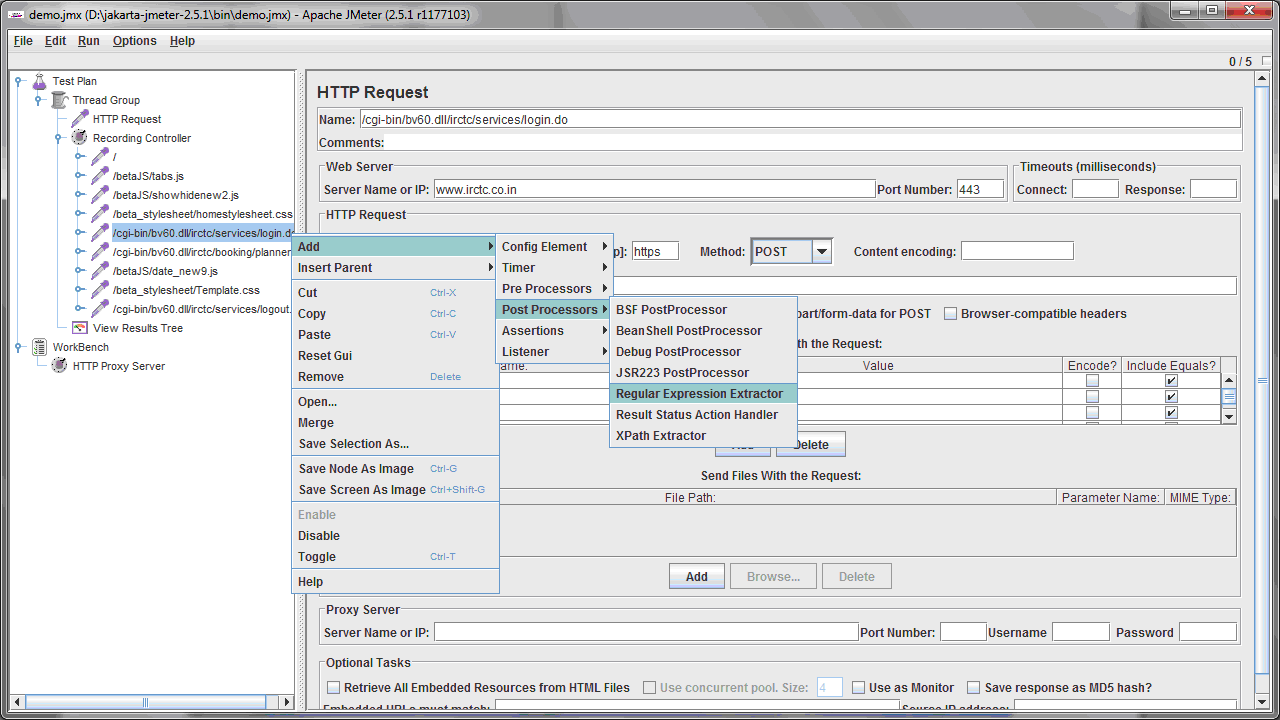 demo.jmx (D:\jakarta-jmeter-2.5.1\bin\demo.jmx) - Apache JMeter (2.5.1 r1177103)
File Edit Run Options Help
0 / 5
Test Plan
Thread Group
HTTP Request
Recording Controller
/
/betaJS/tabs.js
/betaJS/showhidenew2.js
/beta_stylesheet/homestylesheet.css
/cgi-bin/bv60.dll/irctc/services/login.do
/cgi-bin/bv60.dll/irctc/booking/planner
/betaJS/date_new9.js
/beta_stylesheet/Template.css
/cgi-bin/bv60.dll/irctc/services/logout.
View Results Tree
WorkBench
HTTP Proxy Server
Add
Insert Parent
Cut Ctrl-X
Copy Ctrl-C
Paste Ctrl-V
Reset Gui
Remove Delete
Open...
Merge
Save Selection As...
Save Node As Image Ctrl-G
Save Screen As Image Ctrl+Shift-G
Enable
Disable
Toggle Ctrl-T
Help
Config Element
Timer
Pre Processors
Post Processors
Assertions
Listener
BSF PostProcessor
BeanShell PostProcessor
Debug PostProcessor
JSR223 PostProcessor
Regular Expression Extractor
Result Status Action Handler
XPath Extractor
HTTP Request
Name: /cgi-bin/bv60.dll/irctc/services/login.do
Comments:
Web Server
Server Name or IP: www.irctc.co.in Port Number: 443
Timeouts (milliseconds)
Connect: Response:
HTTP Request
p]: https Method: POST Content encoding:
part/form-data for POST Browser-compatible headers
th the Request:
ame: Value Encode? Include Equals?
Add Delete
Send Files With the Request:
File Path: Parameter Name: MIME Type:
Add Browse... Delete
Proxy Server
Server Name or IP: Port Number: Username Password
Optional Tasks
Retrieve All Embedded Resources from HTML Files Use concurrent pool. Size: 4 Use as Monitor Save response as MD5 hash?
Embedded URLs must match: Source IP address: